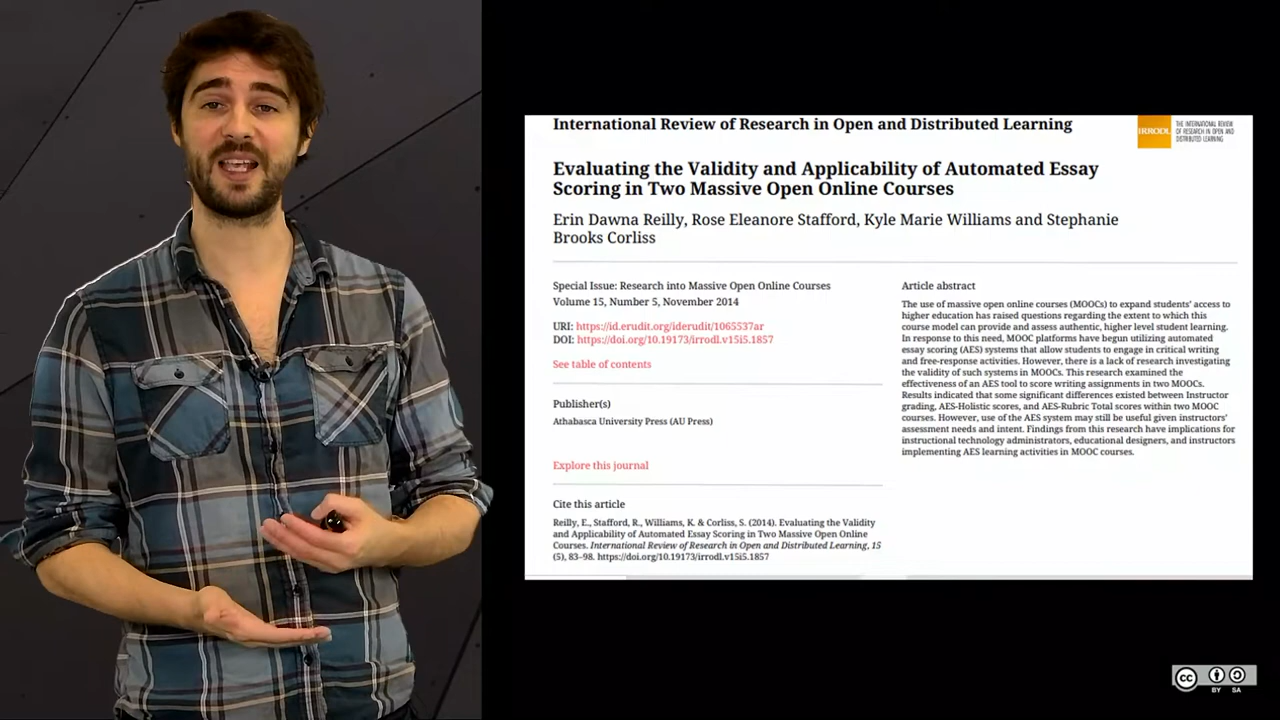 International Review of Research in Open and Distributed Learning
IRRODL
THE INTERNATIONAL REVIEW
OF RESEARCH IN OPEN AND
DISTRIBUTED LEARNING
Evaluating the Validity and Applicability of Automated Essay
Scoring in Two Massive Open Online Courses
Erin Dawna Reilly, Rose Eleanore Stafford, Kyle Marie Williams and Stephanie
Brooks Corliss
Special Issue: Research into Massive Open Online Courses
Volume 15, Number 5, November 2014
URI: https://id.erudit.org/iderudit/1065537ar
DOI: https://doi.org/10.19173/irrodl.v15i5.1857
See table of contents
Publisher(s)
Athabasca University Press (AU Press)
Explore this journal
Cite this article
Reilly, E., Stafford, R., Williams, K. & Corliss, S. (2014). Evaluating the Validity
and Applicability of Automated Essay Scoring in Two Massive Open Online
Courses. International Review of Research in Open and Distributed Learning, 15
(5), 83–98. https://doi.org/10.19173/irrodl.v15i5.1857
Article abstract
The use of massive open online courses (MOOCs) to expand students' access to
higher education has raised questions regarding the extent to which this
course model can provide and assess authentic, higher level student learning.
In response to this need, MOOC platforms have begun utilizing automated
essay scoring (AES) systems that allow students to engage in critical writing
and free-response activities. However, there is a lack of research investigating
the validity of such systems in MOOCs. This research examined the
effectiveness of an AES tool to score writing assignments in two MOOCs.
Results indicated that some significant differences existed between Instructor
grading, AES-Holistic scores, and AES-Rubric Total scores within two MOOC
courses. However, use of the AES system may still be useful given instructors'
assessment needs and intent. Findings from this research have implications for
instructional technology administrators, educational designers, and instructors
implementing AES learning activities in MOOC courses.
cc
BY SA